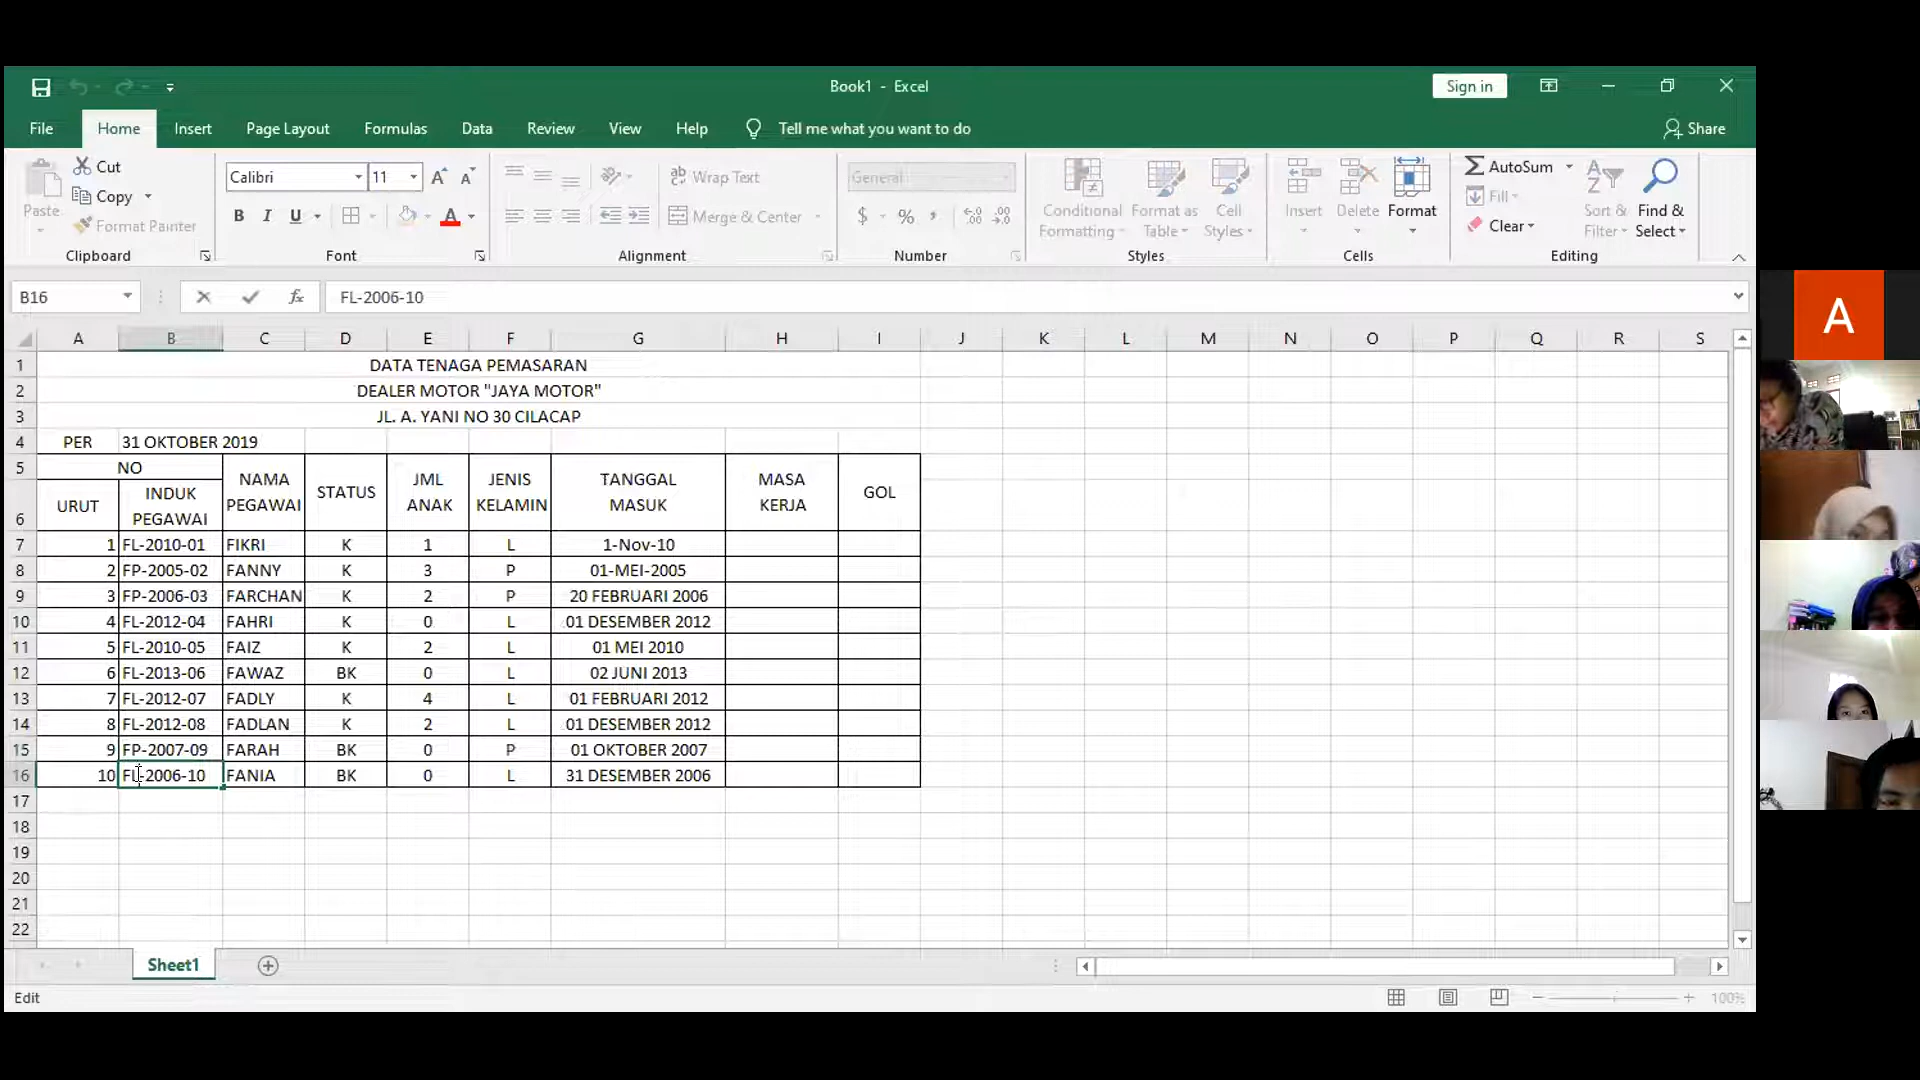 Book1 - Excel
Sign in
File Home Insert Page Layout Formulas Data Review View Help Tell me what you want to do Share
Paste
Cut
Copy
Format Painter
Clipboard
Calibri 11
B I U A
Font
Wrap Text
Merge & Center
Alignment
General
$ % ,
Number
Conditional Formatting
Format as Table
Cell Styles
Styles
Insert
Delete
Format
Cells
AutoSum
Fill
Clear
Sort & Filter
Find & Select
Editing
B16 fx FL-2006-10
A B C D E F G H I J K L M N O P Q R S
1 DATA TENAGA PEMASARAN
2 DEALER MOTOR "JAYA MOTOR"
3 JL. A. YANI NO 30 CILACAP
4 PER 31 OKTOBER 2019
5 NO NAMA PEGAWAI STATUS JML ANAK JENIS KELAMIN TANGGAL MASUK MASA KERJA GOL
6 URUT INDUK PEGAWAI
7 1 FL-2010-01 FIKRI K 1 L 1-Nov-10
8 2 FP-2005-02 FANNY K 3 P 01-MEI-2005
9 3 FP-2006-03 FARCHAN K 2 P 20 FEBRUARI 2006
10 4 FL-2012-04 FAHRI K 0 L 01 DESEMBER 2012
11 5 FL-2010-05 FAIZ K 2 L 01 MEI 2010
12 6 FL-2013-06 FAWAZ BK 0 L 02 JUNI 2013
13 7 FL-2012-07 FADLY K 4 L 01 FEBRUARI 2012
14 8 FL-2012-08 FADLAN K 2 L 01 DESEMBER 2012
15 9 FP-2007-09 FARAH BK 0 P 01 OKTOBER 2007
16 10 FL-2006-10 FANIA BK 0 L 31 DESEMBER 2006
17
18
19
20
21
22
Sheet1
Edit
100%
A